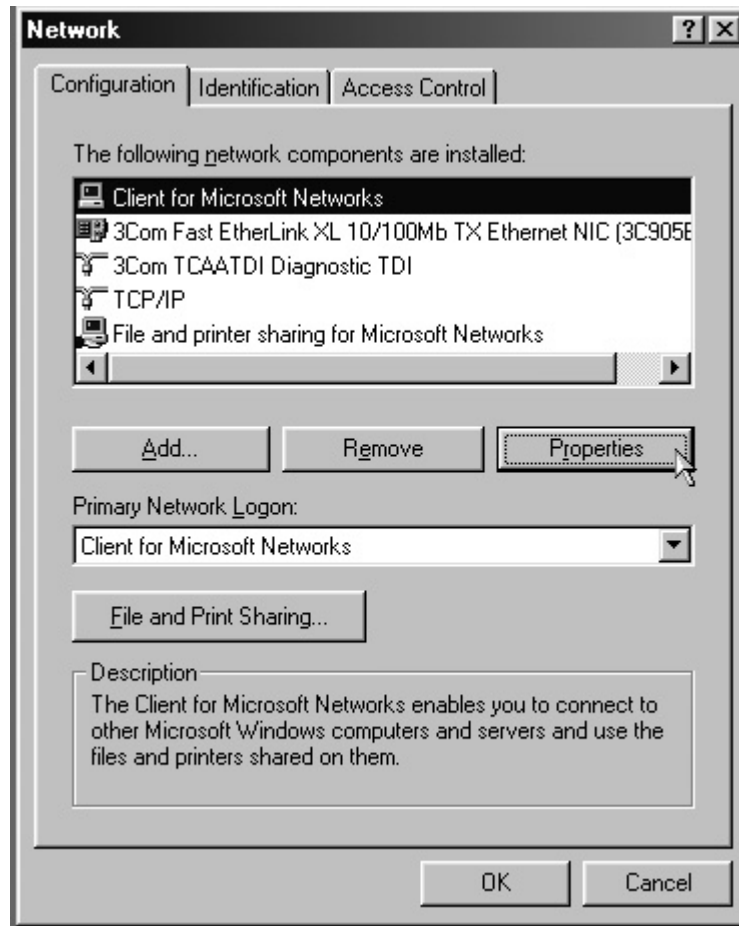 Network
Configuration Identification Access Control
The following network components are installed:
Client for Microsoft Networks
3Com Fast EtherLink XL 10/100Mb TX Ethernet NIC (3C905B
3Com TCAATDI Diagnostic TDI
TCP/IP
File and printer sharing for Microsoft Networks
Add... Remove Properties
Primary Network Logon:
Client for Microsoft Networks
File and Print Sharing...
Description
The Client for Microsoft Networks enables you to connect to
other Microsoft Windows computers and servers and use the
files and printers shared on them.
OK Cancel